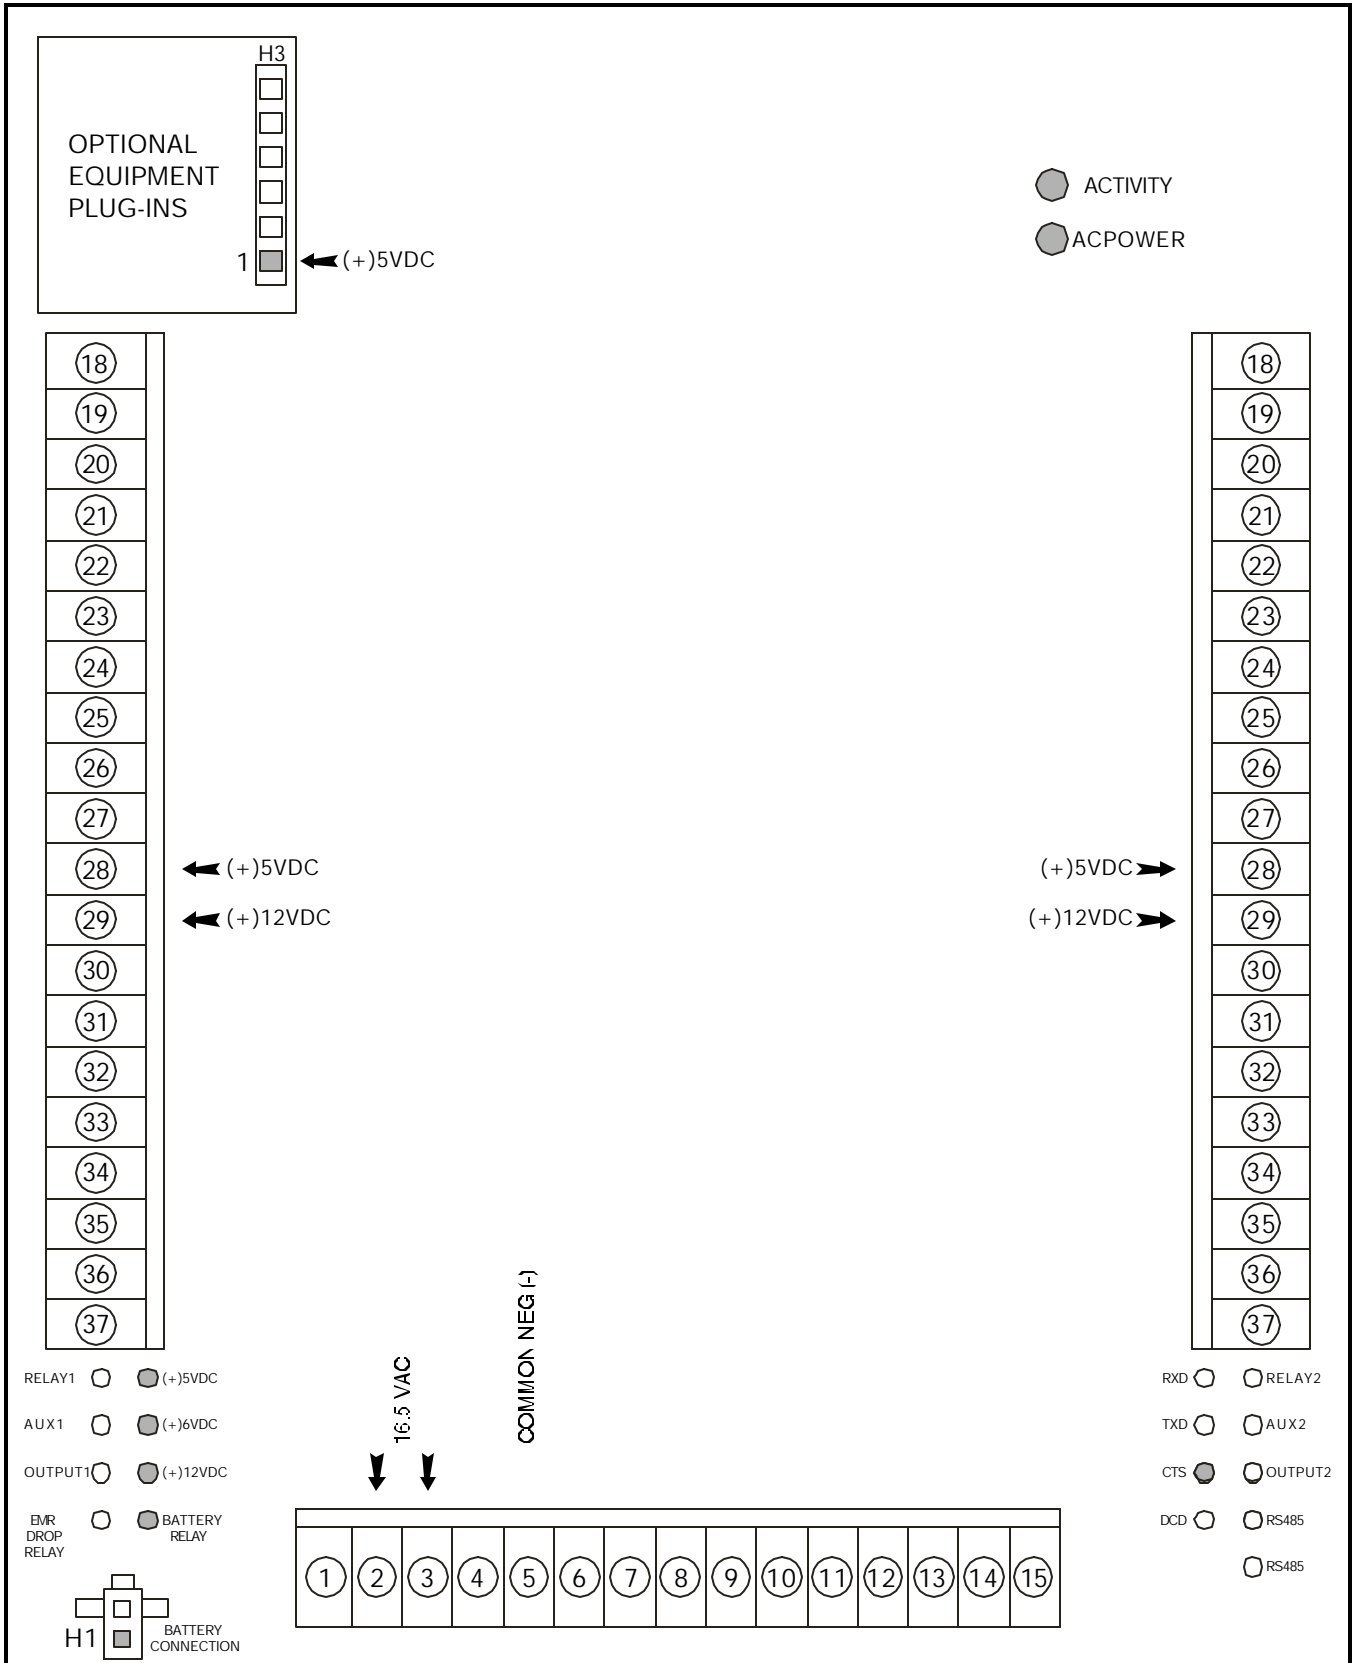 H3
OPTIONAL
EQUIPMENT
PLUG-INS
1
(+)5VDC
ACTIVITY
ACPOWER
18
19
20
21
22
23
24
25
26
27
28
29
30
31
32
33
34
35
36
37
(+)5VDC
(+)12VDC
(+)5VDC
(+)12VDC
18
19
20
21
22
23
24
25
26
27
28
29
30
31
32
33
34
35
36
37
16.5 VAC
COMMON NEG (-)
RELAY1
(+)5VDC
AUX1
(+)6VDC
OUTPUT1
(+)12VDC
EMR
DROP
RELAY
BATTERY
RELAY
H1
BATTERY
CONNECTION
1 2 3 4 5 6 7 8 9 10 11 12 13 14 15
RXD
RELAY2
TXD
AUX2
CTS
OUTPUT2
DCD
RS485
RS485